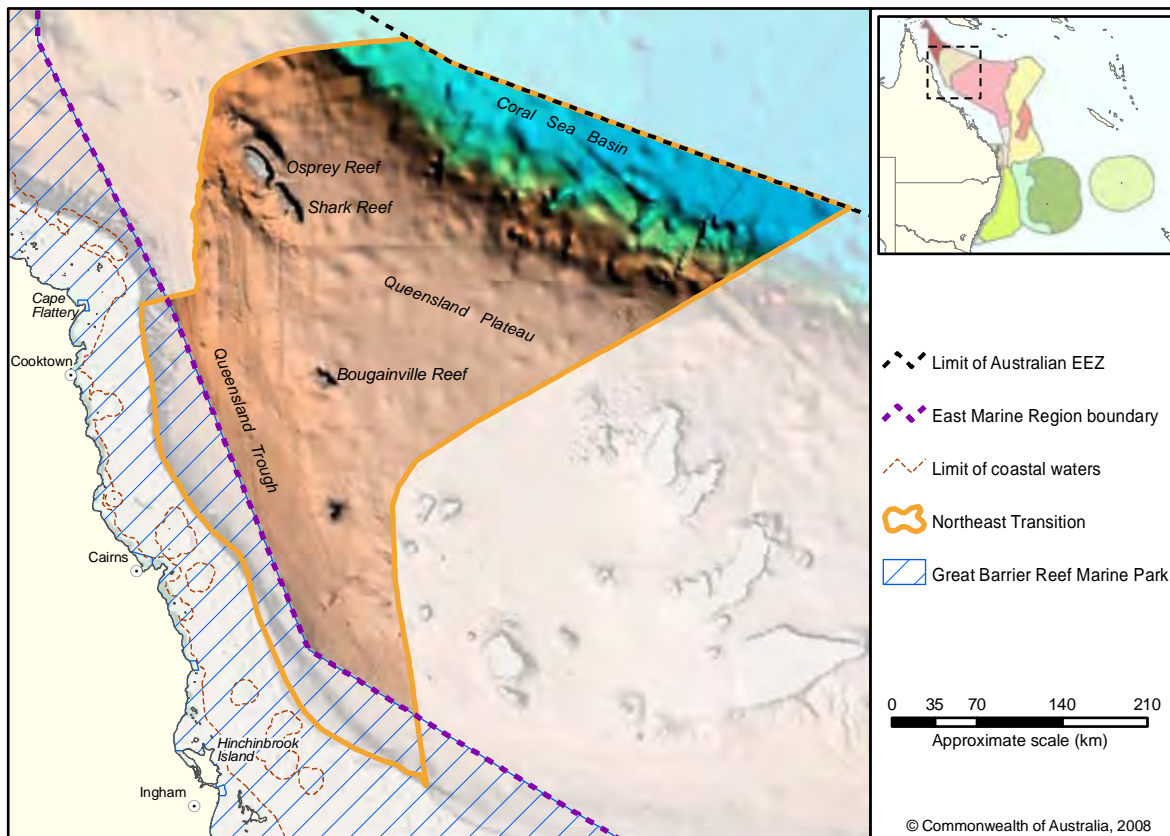 Coral Sea Basin
Osprey Reef
Shark Reef
Queensland Plateau
Cape
Flattery
Cooktown
Queensland Trough
Bougainville Reef
Cairns
Hinchinbrook
Island
Ingham
Limit of Australian EEZ
East Marine Region boundary
Limit of coastal waters
Northeast Transition
Great Barrier Reef Marine Park
0 35 70 140 210
Approximate scale (km)
© Commonwealth of Australia, 2008